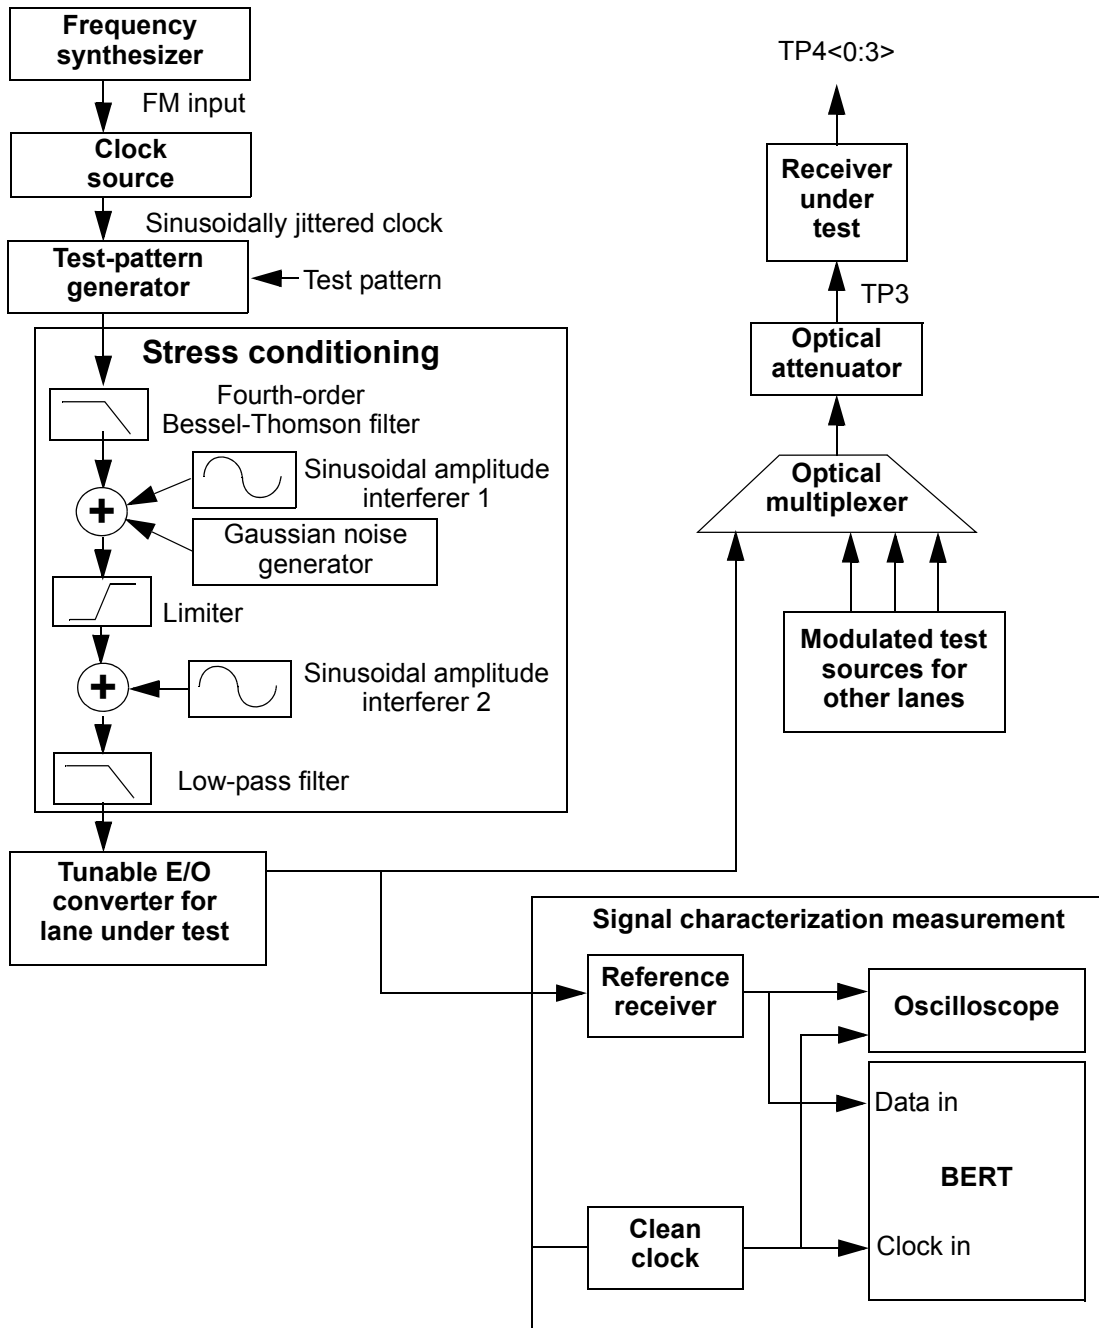 Frequency
synthesizer
FM input
Clock
source
Sinusoidally jittered clock
Test-pattern
generator
Test pattern
Stress conditioning
Fourth-order
Bessel-Thomson filter
Sinusoidal amplitude
interferer 1
+
Gaussian noise
generator
Limiter
+
Sinusoidal amplitude
interferer 2
Low-pass filter
Tunable E/O
converter for
lane under test
TP4<0:3>
Receiver
under
test
TP3
Optical
attenuator
Optical
multiplexer
Modulated test
sources for
other lanes
Signal characterization measurement
Reference
receiver
Oscilloscope
Data in
BERT
Clean
clock
Clock in